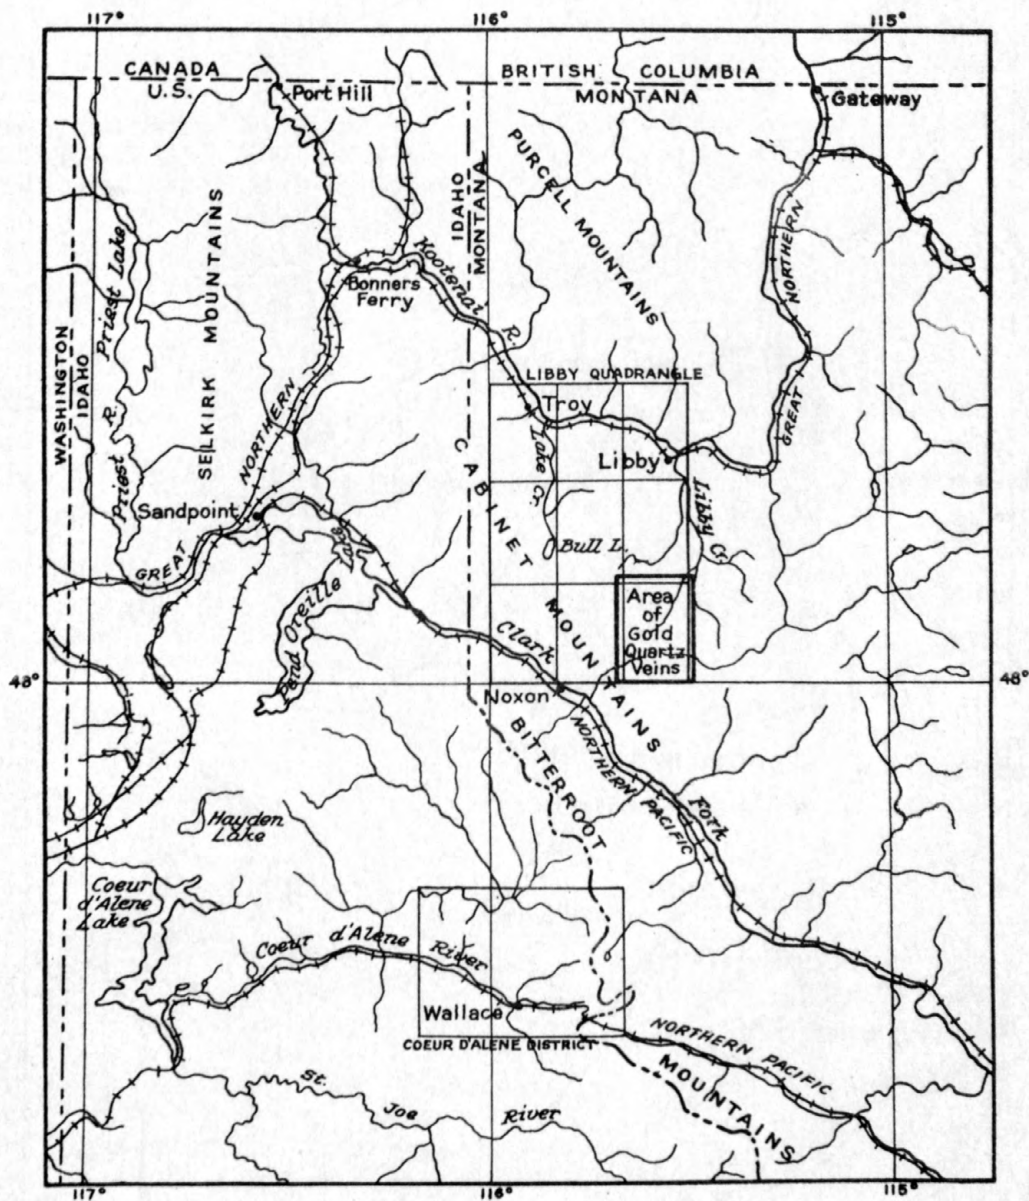 117°
116°
115°
CANADA
U.S.
BRITISH COLUMBIA
MONTANA
Port Hill
Gateway
PURCELL MOUNTAINS
IDAHO
MONTANA
SELKIRK MOUNTAINS
Priest Lake
Kootenai R.
Bonners
Ferry
NORTHERN
GREAT
WASHINGTON
IDAHO
LIBBY QUADRANGLE
Troy
Libby
Lake Cr.
Libby Cr.
Priest R.
NORTHERN
GREAT
Sandpoint
Bull L.
CABINET MOUNTAINS
Pend Oreille
Area
of
Gold
Quartz
Veins
Clark Fork
48°
48°
Noxon
BITTERROOT
NORTHERN PACIFIC
Hayden
Lake
Coeur
d'Alene
Lake
Coeur d'Alene River
Wallace
COEUR D'ALENE DISTRICT
NORTHERN PACIFIC
MOUNTAINS
St. Joe River
117°
116°
115°